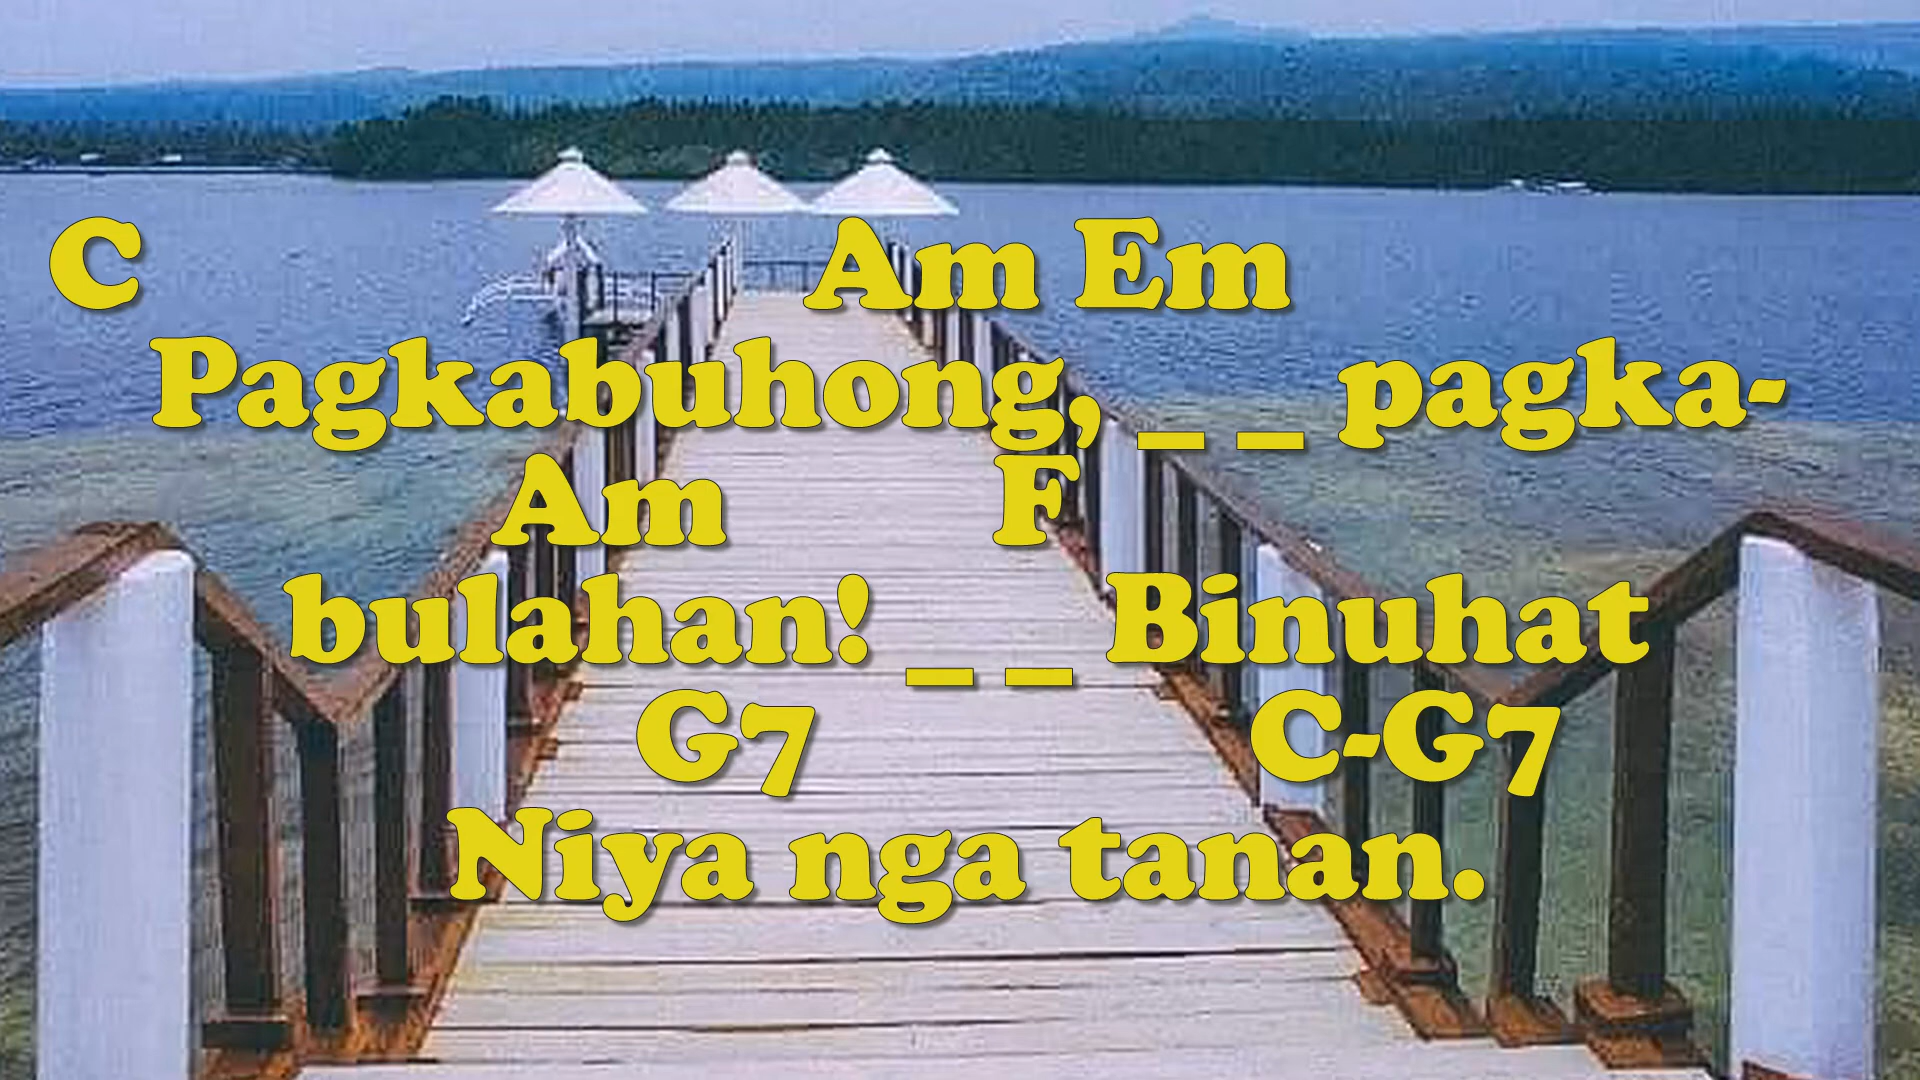 C Am Em
Pagkabuhong, _ _ pagka-
Am F
bulahan! _ _ Binuhat
G7 C-G7
Niya nga tanan.